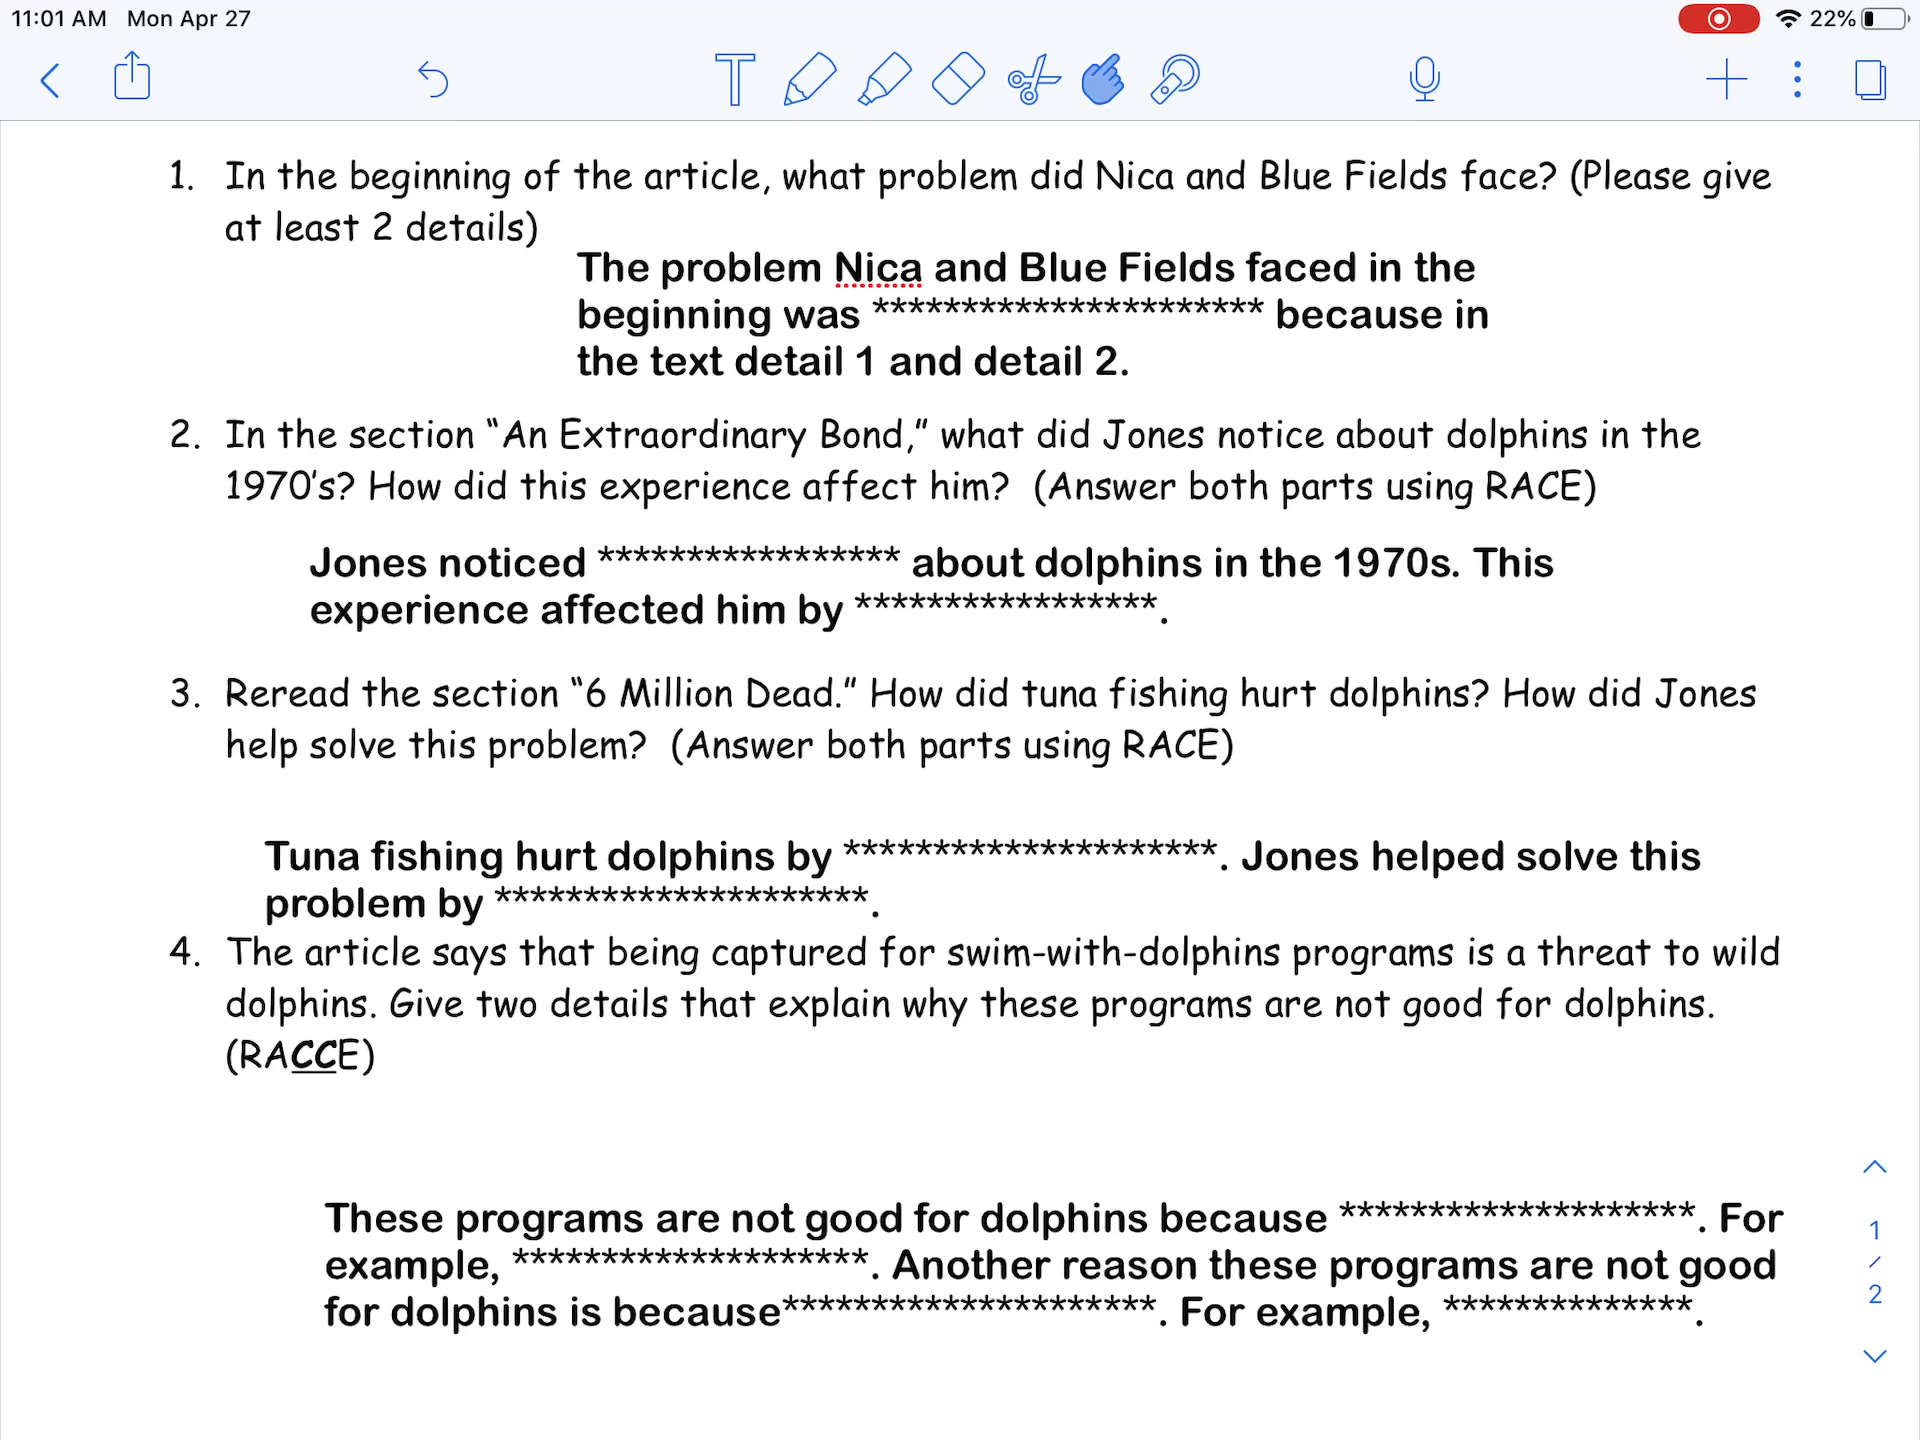 11:01 AM Mon Apr 27 22%
1. In the beginning of the article, what problem did Nica and Blue Fields face? (Please give
at least 2 details)
The problem Nica and Blue Fields faced in the
beginning was ********************** because in
the text detail 1 and detail 2.
2. In the section “An Extraordinary Bond,” what did Jones notice about dolphins in the
1970’s? How did this experience affect him? (Answer both parts using RACE)
Jones noticed ***************** about dolphins in the 1970s. This
experience affected him by *****************.
3. Reread the section “6 Million Dead.” How did tuna fishing hurt dolphins? How did Jones
help solve this problem? (Answer both parts using RACE)
Tuna fishing hurt dolphins by *********************. Jones helped solve this
problem by *********************.
4. The article says that being captured for swim-with-dolphins programs is a threat to wild
dolphins. Give two details that explain why these programs are not good for dolphins.
(RACCE)
These programs are not good for dolphins because ********************. For
example, ********************. Another reason these programs are not good
for dolphins is because*********************. For example, **************.
1
/
2